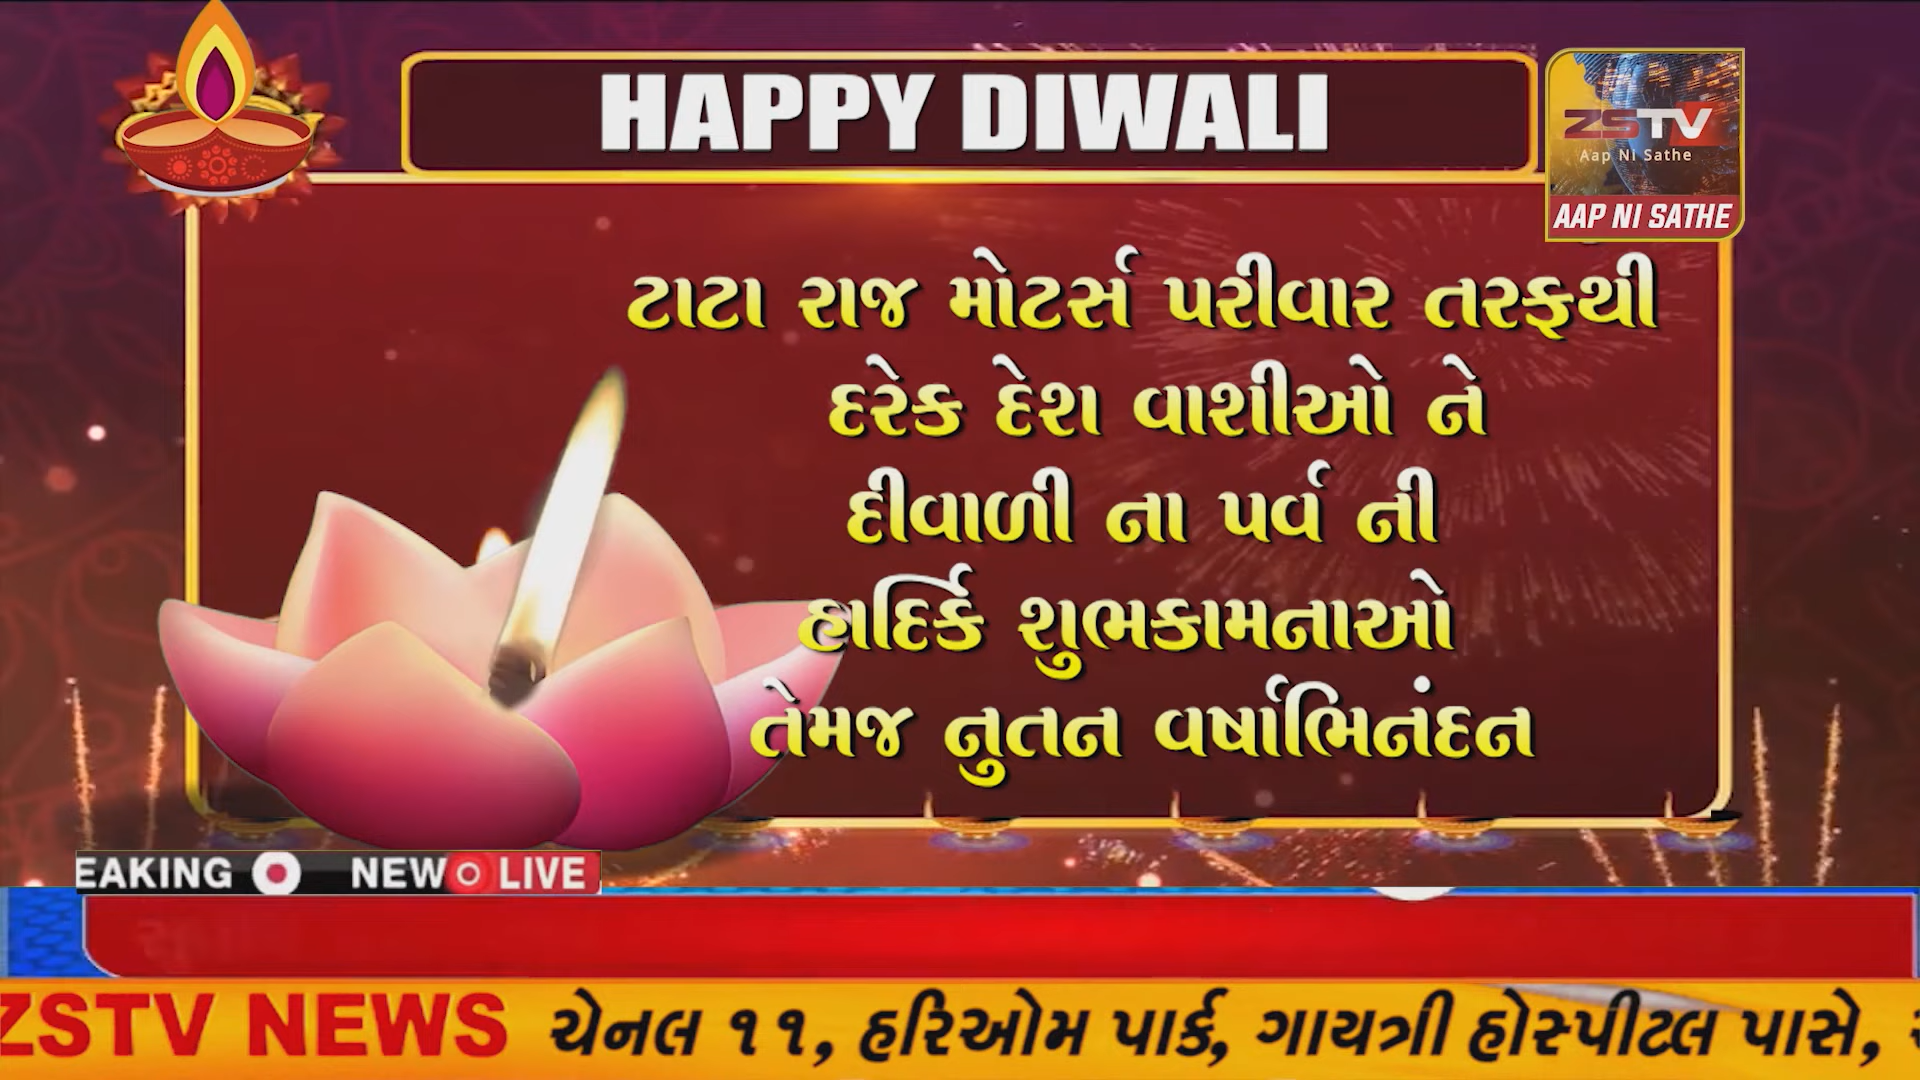 HAPPY DIWALI
ZSTV
Aap Ni Sathe
AAP NI SATHE
ટાટા રાજ મોટર્સ પરીવાર તરફથી
દરેક દેશ વાશીઓ ને
દીવાળી ના પર્વ ની
હાર્દિક શુભકામનાઓ
તેમજ નુતન વર્ષાભિનંદન
EAKING NEW LIVE
ZSTV NEWS ચેનલ ૧૧, હરિઓમ પાર્ક, ગાયત્રી હોસ્પીટલ પાસે,